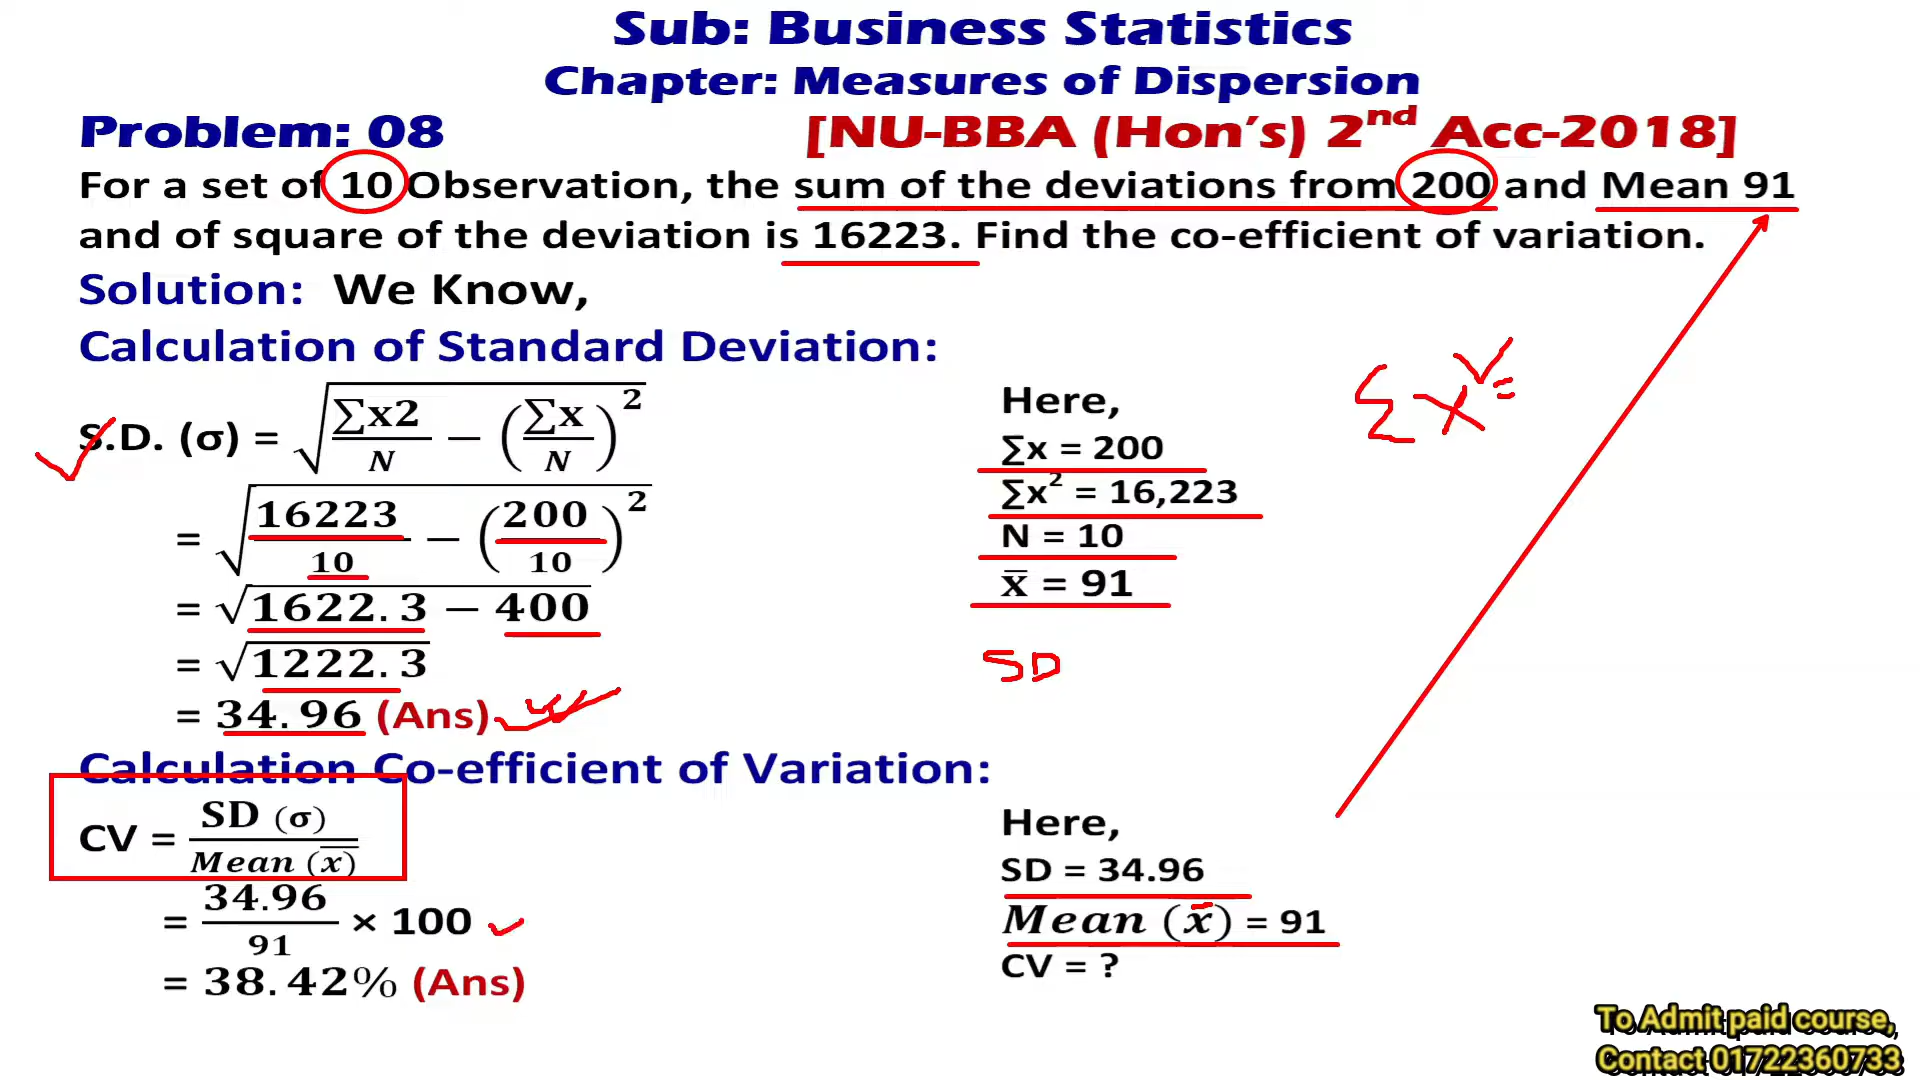 Sub: Business Statistics
Chapter: Measures of Dispersion
Problem: 08 [NU-BBA (Hon's) 2nd Acc-2018]
For a set of 10 Observation, the sum of the deviations from 200 and Mean 91
and of square of the deviation is 16223. Find the co-efficient of variation.
Solution: We Know,
Calculation of Standard Deviation:
S.D. (σ) = √(∑x2/N − (∑x/N)²)
= √(16223/10 − (200/10)²)
= √(1622.3 − 400)
= √1222.3
= 34.96 (Ans)
Here,
∑x = 200
∑x² = 16,223
N = 10
x̅ = 91
SD
∑x
Calculation Co-efficient of Variation:
CV = SD (σ)/Mean (x̅)
= 34.96/91 × 100
= 38.42% (Ans)
Here,
SD = 34.96
Mean (x̅) = 91
CV = ?
To Admit paid course,
Contact 01722360733